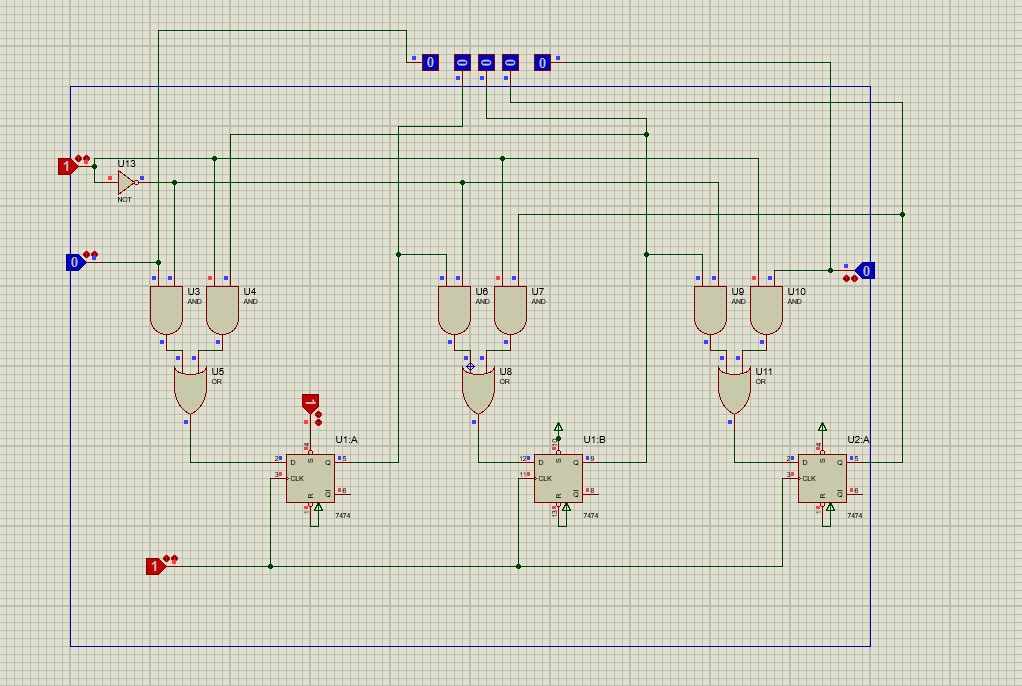 0 0 0 0 0
1
U13
NOT
0
0
U3
AND
U4
AND
U6
AND
U7
AND
U9
AND
U10
AND
U5
OR
U8
OR
U11
OR
1
U1:A
U1:B
U2:A
4
10
4
2 D S Q 5
12 D S Q 9
2 D S Q 5
3 CLK
11 CLK
3 CLK
R Q 6
R Q 8
R Q 6
1
13
1
7474
7474
7474
1